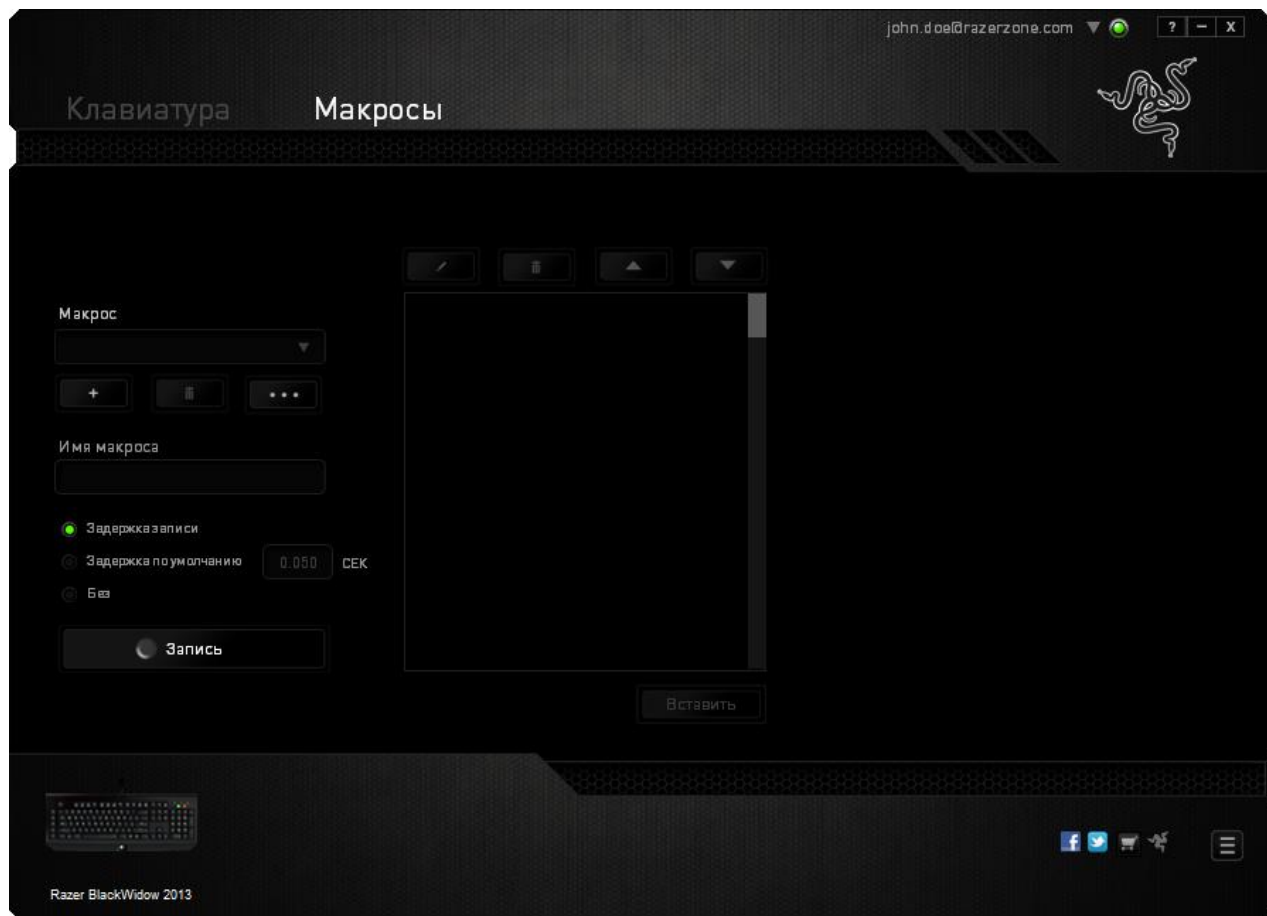 john.doe@razerzone.com
? – X
Клавиатура Макросы
Макрос
+
Имя макроса
Задержка записи
Задержка по умолчанию 0.050 СЕК
Без
Запись
Вставить
Razer BlackWidow 2013